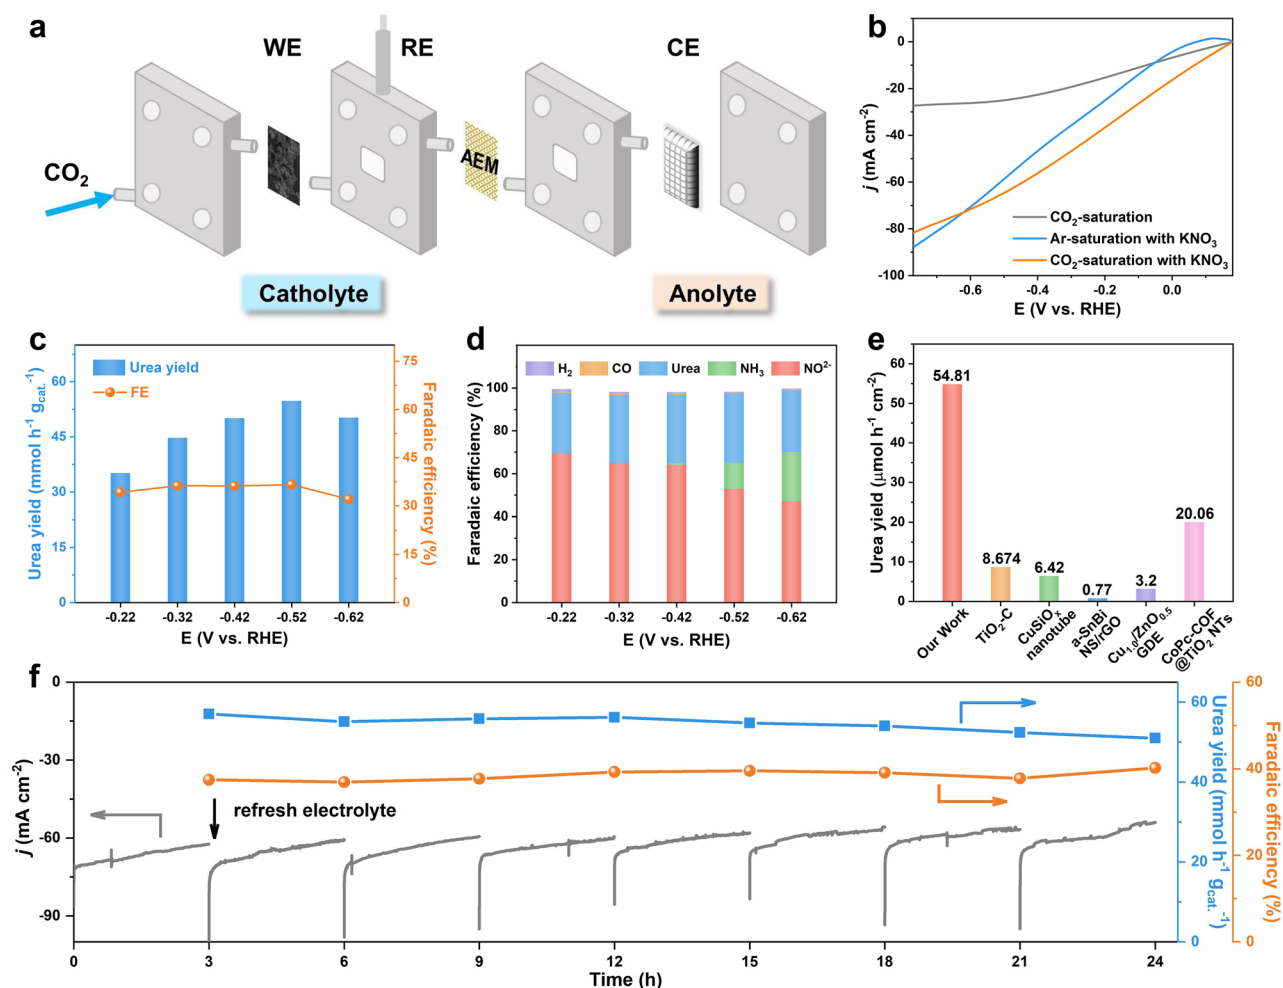 a
WE
RE
CE
CO₂
AEM
Catholyte
Anolyte
b
0
-20
-40
-60
-80
-100
j (mA cm⁻²)
CO₂-saturation
Ar-saturation with KNO₃
CO₂-saturation with KNO₃
-0.6
-0.4
-0.2
0.0
E (V vs. RHE)
c
Urea yield
FE
60
45
30
15
0
Urea yield (mmol h⁻¹ g_cat.⁻¹)
75
60
45
30
15
0
Faradaic efficiency (%)
-0.22
-0.32
-0.42
-0.52
-0.62
E (V vs. RHE)
d
H₂
CO
Urea
NH₃
NO²⁻
100
80
60
40
20
0
Faradaic efficiency (%)
-0.22
-0.32
-0.42
-0.52
-0.62
E (V vs. RHE)
e
60
50
40
30
20
10
0
Urea yield (μmol h⁻¹ cm⁻²)
54.81
8.674
6.42
0.77
3.2
20.06
Our Work
TiO₂-C
CuSiOₓ
nanotube
a-SnBi
NS/rGO
Cu₁.₀/ZnO₀.₅
GDE
CoPc-COF
@TiO₂ NTs
f
0
-30
-60
-90
j (mA cm⁻²)
refresh electrolyte
0
3
6
9
12
15
18
21
24
Time (h)
60
40
20
0
Urea yield (mmol h⁻¹ g_cat.⁻¹)
60
40
20
0
Faradaic efficiency (%)